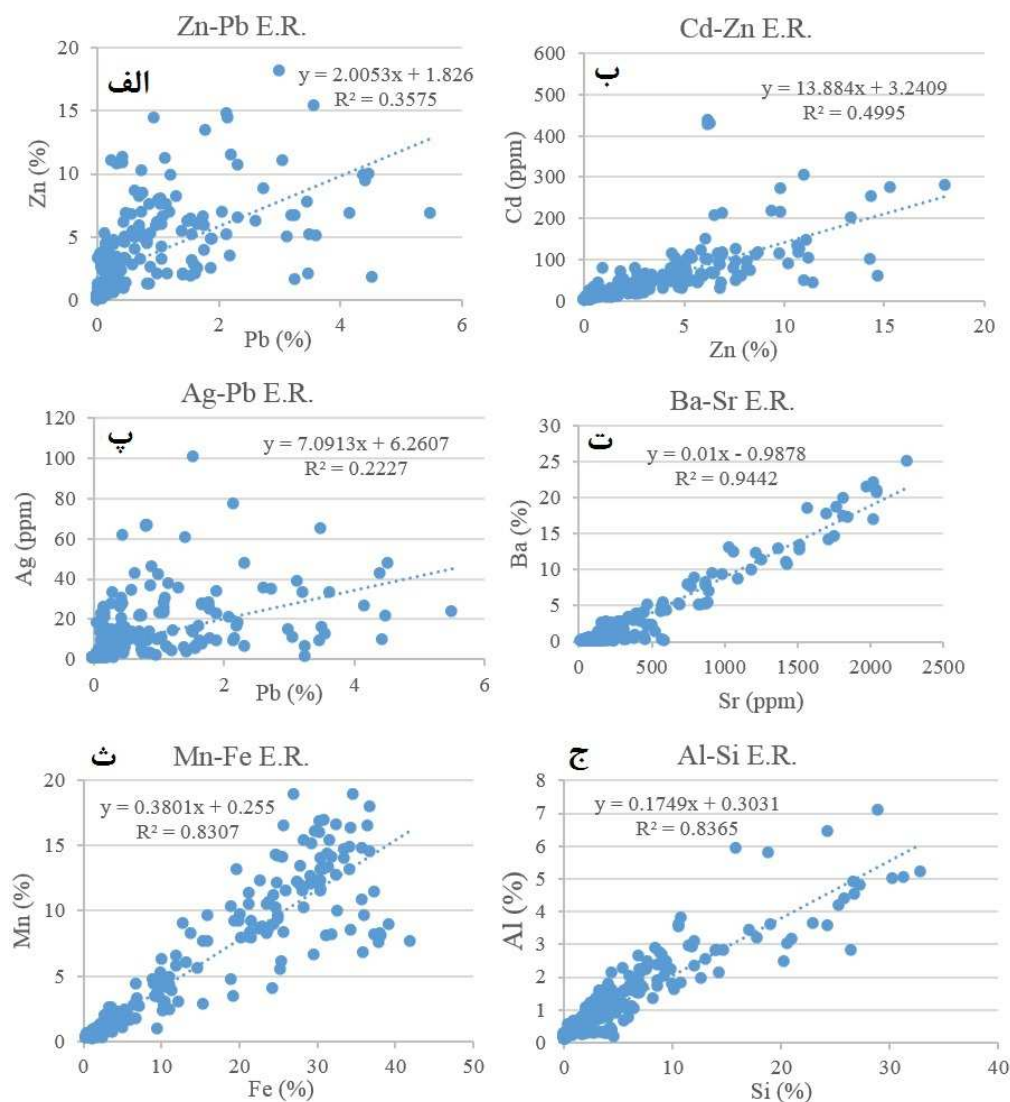 Zn-Pb E.R.
الف
y = 2.0053x + 1.826
R² = 0.3575
20
15
10
5
0
Zn (%)
0 2 4 6
Pb (%)
Cd-Zn E.R.
ب
y = 13.884x + 3.2409
R² = 0.4995
600
500
400
300
200
100
0
Cd (ppm)
0 5 10 15 20
Zn (%)
Ag-Pb E.R.
پ
y = 7.0913x + 6.2607
R² = 0.2227
120
100
80
60
40
20
0
Ag (ppm)
0 2 4 6
Pb (%)
Ba-Sr E.R.
ت
y = 0.01x - 0.9878
R² = 0.9442
30
25
20
15
10
5
0
Ba (%)
0 500 1000 1500 2000 2500
Sr (ppm)
Mn-Fe E.R.
ث
y = 0.3801x + 0.255
R² = 0.8307
20
15
10
5
0
Mn (%)
0 10 20 30 40 50
Fe (%)
Al-Si E.R.
ج
y = 0.1749x + 0.3031
R² = 0.8365
8
7
6
5
4
3
2
1
0
Al (%)
0 10 20 30 40
Si (%)